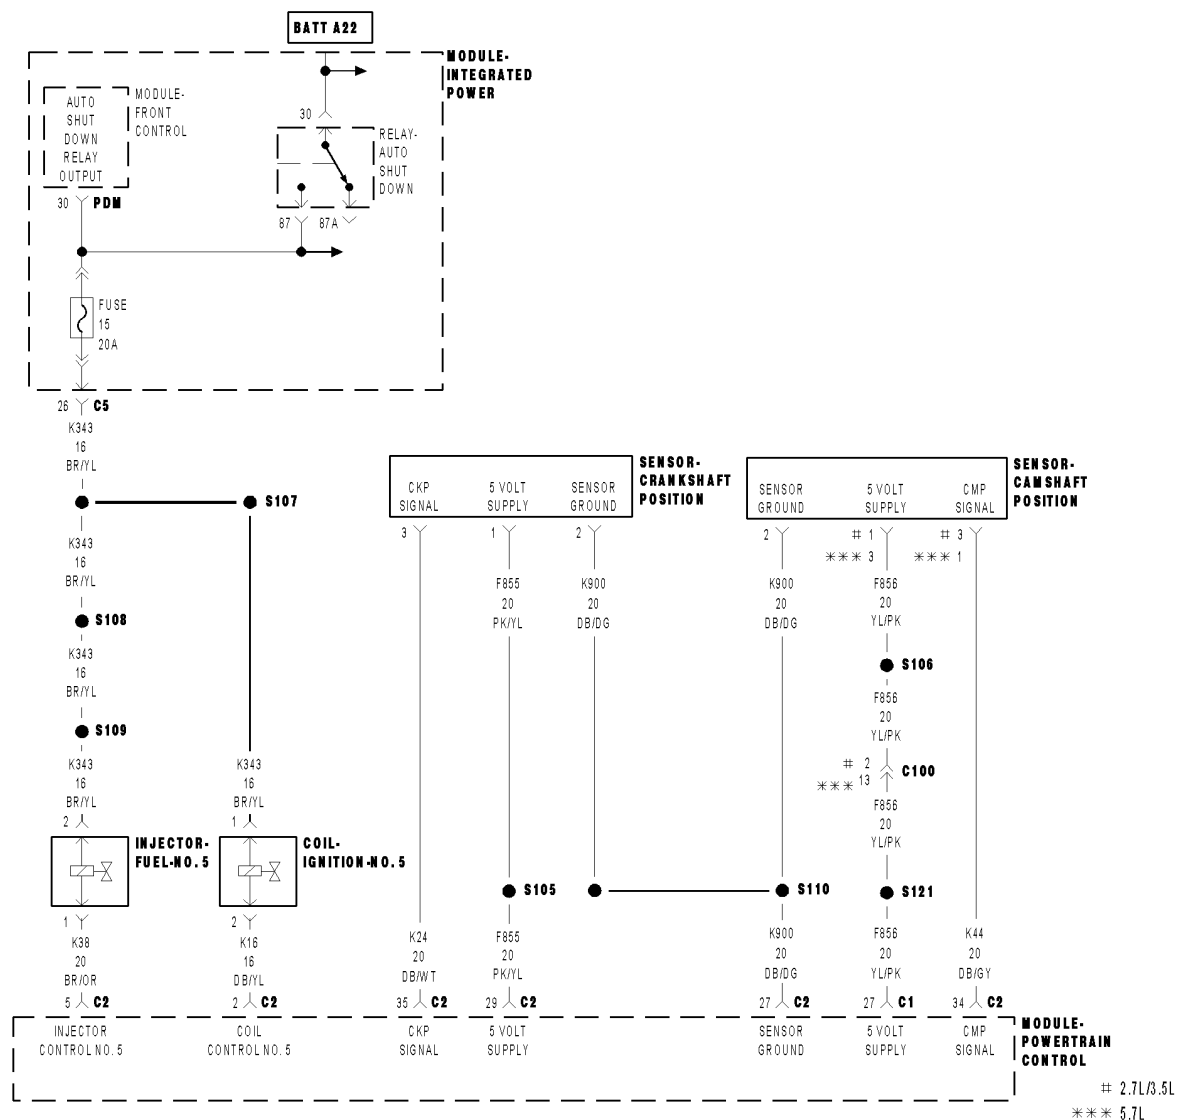 BATT A22
MODULE-
INTEGRATED
POWER
AUTO
SHUT
DOWN
RELAY
OUTPUT
MODULE-
FRONT
CONTROL
30
RELAY-
AUTO
SHUT
DOWN
30 PDM
87 87A
FUSE
15
20A
26 C5
K343
16
BR/YL
S107
K343
16
BR/YL
S108
K343
16
BR/YL
S109
K343
16
BR/YL
2
K343
16
BR/YL
1
INJECTOR-
FUEL-NO. 5
COIL-
IGNITION-NO. 5
1
K38
20
BR/OR
5 C2
2
K16
16
DB/YL
2 C2
CKP
SIGNAL
5 VOLT
SUPPLY
SENSOR
GROUND
SENSOR-
CRANKSHAFT
POSITION
3 1 2
F855
20
PK/YL
K900
20
DB/DG
SENSOR
GROUND
5 VOLT
SUPPLY
CMP
SIGNAL
SENSOR-
CAMSHAFT
POSITION
2 # 1 # 3
*** 3 *** 1
K900
20
DB/DG
F856
20
YL/PK
S106
F856
20
YL/PK
# 2
*** 13
C100
F856
20
YL/PK
S105
S110
S121
K24
20
DB/WT
35 C2
F855
20
PK/YL
29 C2
K900
20
DB/DG
27 C2
F856
20
YL/PK
27 C1
K44
20
DB/GY
34 C2
INJECTOR
CONTROL NO. 5
COIL
CONTROL NO. 5
CKP
SIGNAL
5 VOLT
SUPPLY
SENSOR
GROUND
5 VOLT
SUPPLY
CMP
SIGNAL
MODULE-
POWERTRAIN
CONTROL
# 2.7L/3.5L
*** 5.7L